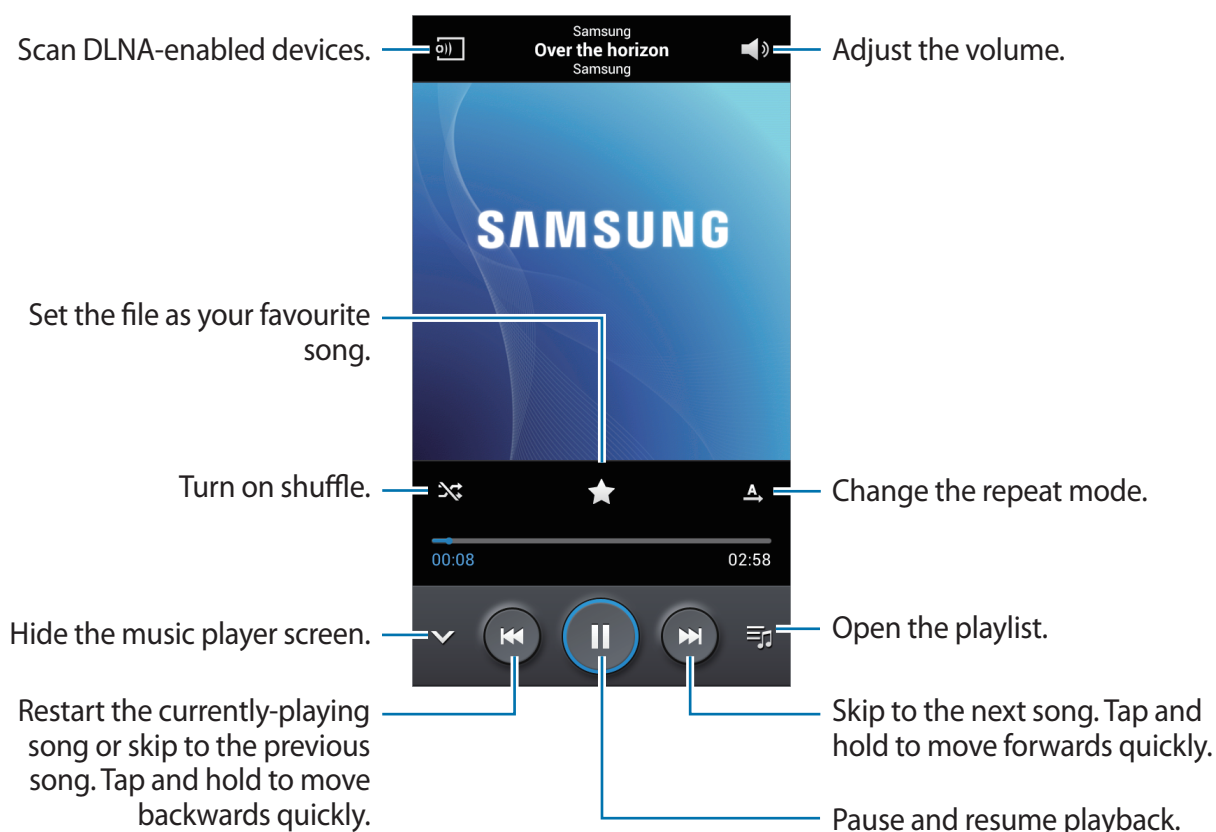 Samsung
Scan DLNA-enabled devices.
Over the horizon
Adjust the volume.
Samsung
SAMSUNG
Set the file as your favourite
song.
Turn on shuffle.
A
Change the repeat mode.
00:08
02:58
Hide the music player screen.
Open the playlist.
Restart the currently-playing
song or skip to the previous
song. Tap and hold to move
backwards quickly.
Skip to the next song. Tap and
hold to move forwards quickly.
Pause and resume playback.